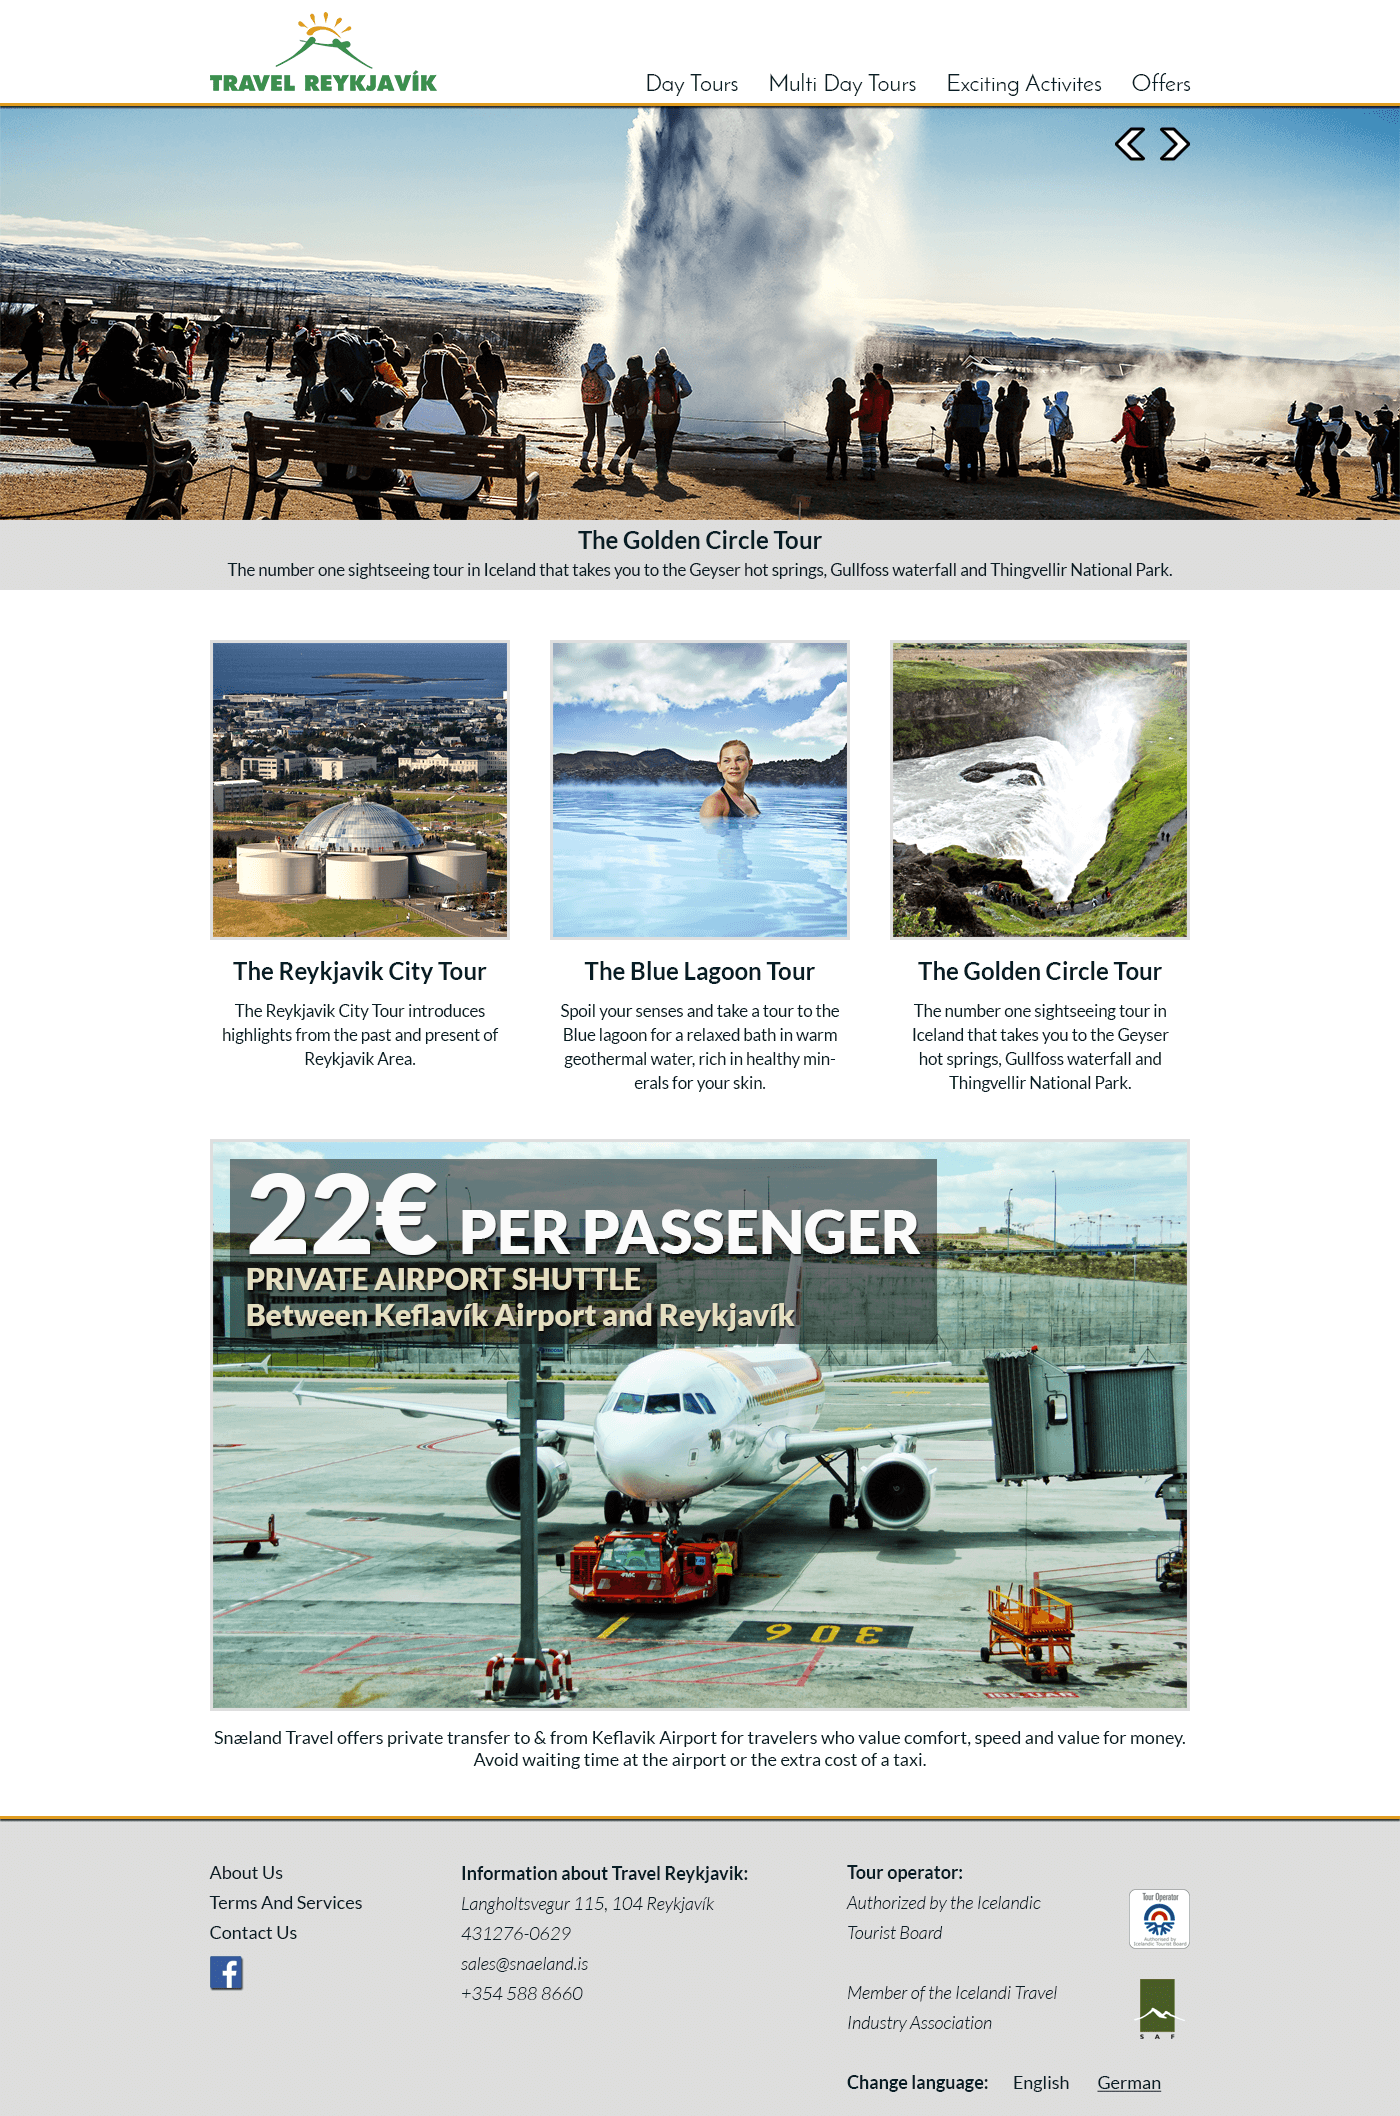 TRAVEL REYKJAVÍK
Day Tours
Multi Day Tours
Exciting Activites
Offers
The Golden Circle Tour
The number one sightseeing tour in Iceland that takes you to the Geyser hot springs, Gullfoss waterfall and Thingvellir National Park.
The Reykjavik City Tour
The Reykjavik City Tour introduces
highlights from the past and present of
Reykjavik Area.
The Blue Lagoon Tour
Spoil your senses and take a tour to the
Blue lagoon for a relaxed bath in warm
geothermal water, rich in healthy min-
erals for your skin.
The Golden Circle Tour
The number one sightseeing tour in
Iceland that takes you to the Geyser
hot springs, Gullfoss waterfall and
Thingvellir National Park.
22€ PER PASSENGER
PRIVATE AIRPORT SHUTTLE
Between Keflavík Airport and Reykjavík
Snæland Travel offers private transfer to & from Keflavik Airport for travelers who value comfort, speed and value for money.
Avoid waiting time at the airport or the extra cost of a taxi.
About Us
Terms And Services
Contact Us
Information about Travel Reykjavik:
Langholtsvegur 115, 104 Reykjavík
431276-0629
sales@snaeland.is
+354 588 8660
Tour operator:
Authorized by the Icelandic
Tourist Board
Tour Operator
Authorised by
Icelandic Tourist Board
Member of the Icelandi Travel
Industry Association
S A F
Change language:
English
German